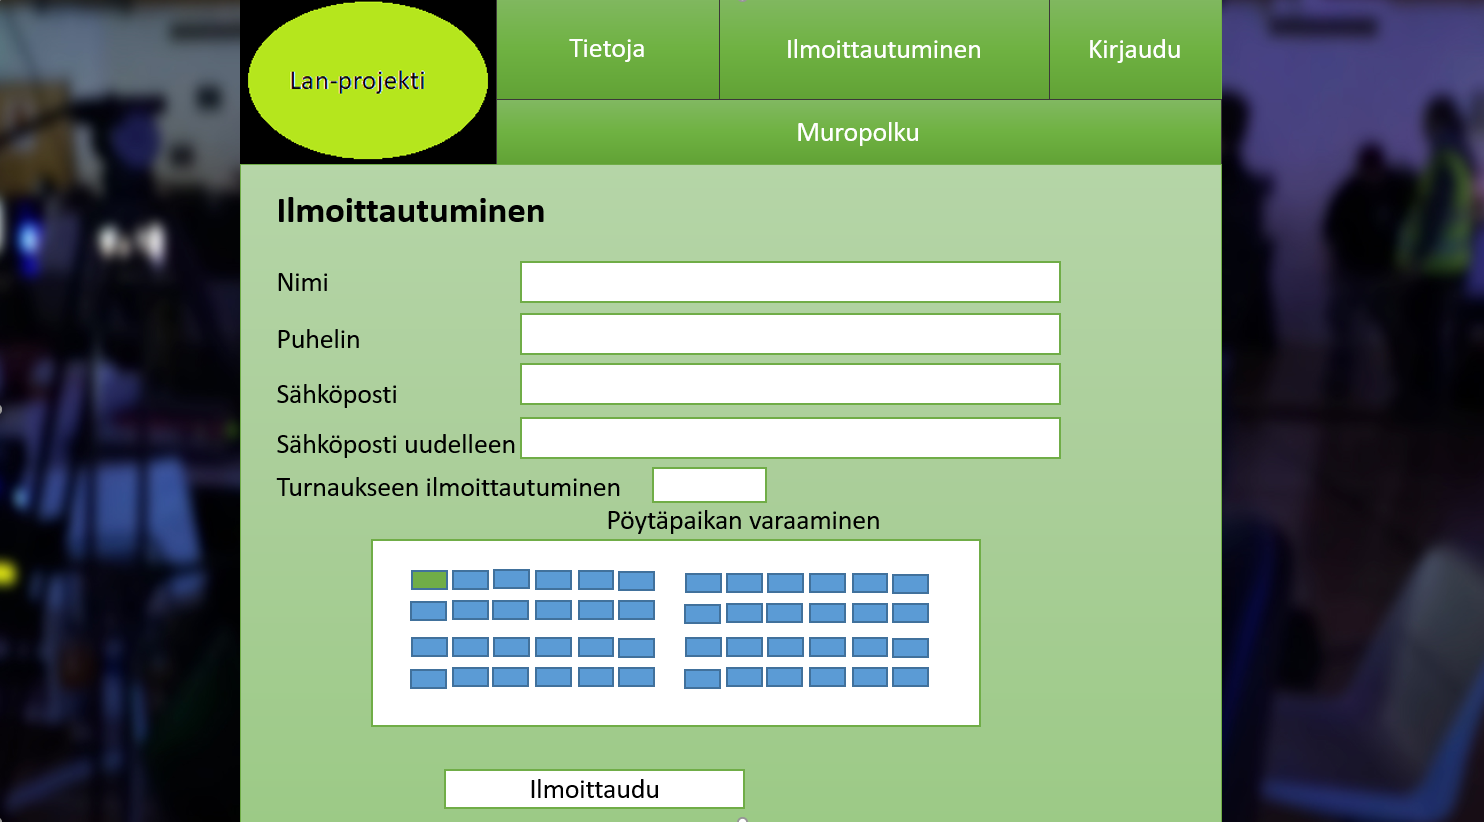 Lan-projekti
Tietoja
Ilmoittautuminen
Kirjaudu
Muropolku
Ilmoittautuminen
Nimi
Puhelin
Sähköposti
Sähköposti uudelleen
Turnaukseen ilmoittautuminen
Pöytäpaikan varaaminen
Ilmoittaudu